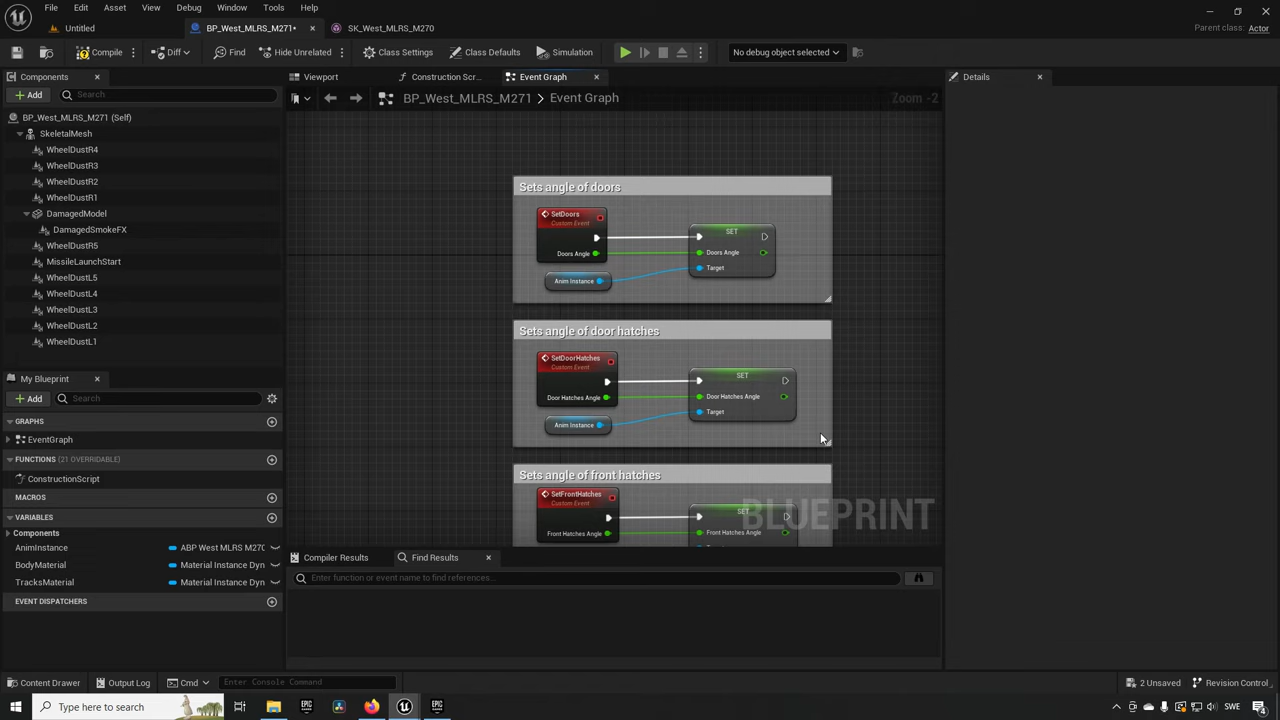 File Edit Asset View Debug Window Tools Help
Untitled
BP_West_MLRS_M271•
SK_West_MLRS_M270
Parent class: Actor
Compile
Diff
Find
Hide Unrelated
Class Settings
Class Defaults
Simulation
No debug object selected
Components
Viewport
Construction Scr...
Event Graph
Details
Add
Search
BP_West_MLRS_M271 > Event Graph
Zoom -2
BP_West_MLRS_M271 (Self)
SkeletalMesh
WheelDustR4
WheelDustR3
WheelDustR2
WheelDustR1
DamagedModel
DamagedSmokeFX
WheelDustR5
MissileLaunchStart
WheelDustL5
WheelDustL4
WheelDustL3
WheelDustL2
WheelDustL1
Sets angle of doors
SetDoors
Custom Event
SET
Doors Angle
Doors Angle
Anim Instance
Target
Sets angle of door hatches
SetDoorHatches
Custom Event
SET
Door Hatches Angle
Door Hatches Angle
Anim Instance
Target
Sets angle of front hatches
SetFrontHatches
Custom Event
SET
Front Hatches Angle
Front Hatches Angle
BLUEPRINT
My Blueprint
Add
Search
GRAPHS
EventGraph
FUNCTIONS (21 OVERRIDABLE)
ConstructionScript
MACROS
VARIABLES
Components
AnimInstance
ABP West MLRS M270
BodyMaterial
Material Instance Dyn
TracksMaterial
Material Instance Dyn
EVENT DISPATCHERS
Compiler Results
Find Results
Enter function or event name to find references...
Content Drawer
Output Log
Cmd
Enter Console Command
2 Unsaved
Revision Control
Type here to search
EPIC GAMES
EPIC GAMES
SWE